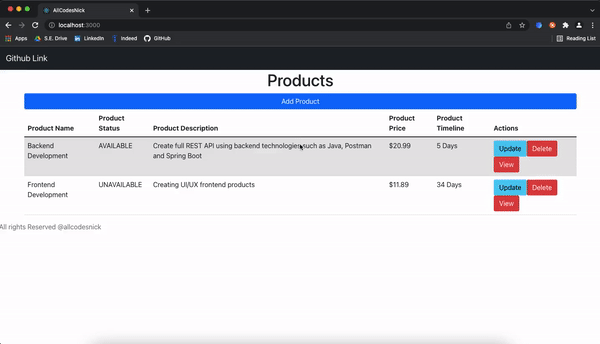 AllCodesNick
localhost:3000
Apps
S.E. Drive
LinkedIn
Indeed
GitHub
Reading List
Github Link
Products
Add Product
Product Name Product Status Product Description Product Price Product Timeline Actions
Backend Development AVAILABLE Create full REST API using backend technologies such as Java, Postman and Spring Boot $20.99 5 Days Update Delete
View
Frontend Development UNAVAILABLE Creating UI/UX frontend products $11.89 34 Days Update Delete
View
All rights Reserved @allcodesnick